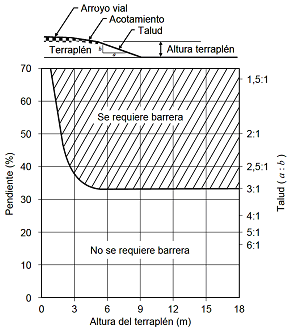 Arroyo vial
Acotamiento
Talud
Terraplén
b
a
Altura terraplén
70
60
50
40
30
20
10
0
Pendiente (%)
Se requiere barrera
No se requiere barrera
1,5:1
2:1
2,5:1
3:1
4:1
5:1
6:1
Talud ( a : b )
0 3 6 9 12 15 18
Altura del terraplén (m)